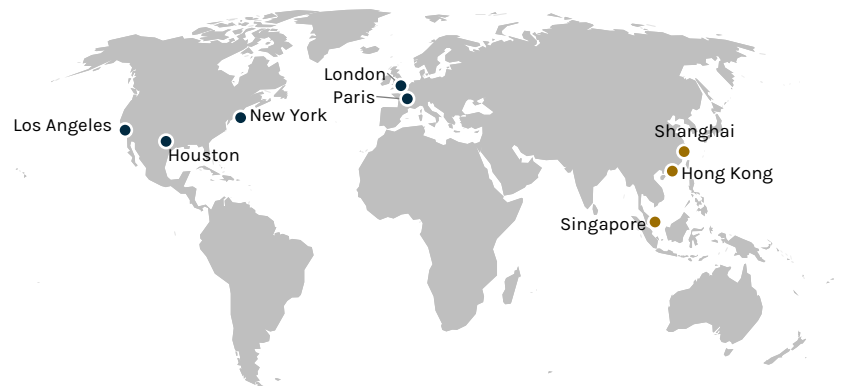 London
Paris
New York
Los Angeles
Houston
Shanghai
Hong Kong
Singapore